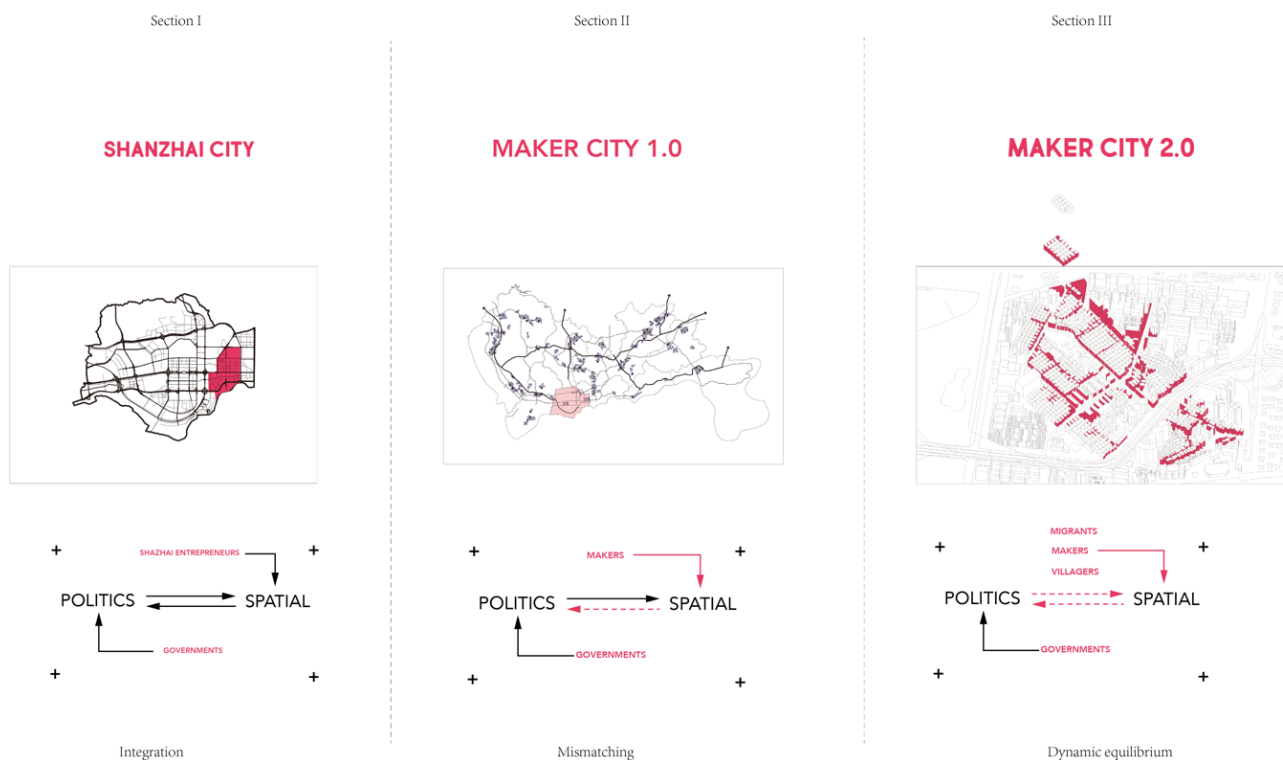 Section I
Section II
Section III
SHANZHAI CITY
MAKER CITY 1.0
MAKER CITY 2.0
SHAZHAI ENTREPRENEURS
POLITICS
SPATIAL
GOVERNMENTS
MAKERS
POLITICS
SPATIAL
GOVERNMENTS
MIGRANTS
MAKERS
VILLAGERS
POLITICS
SPATIAL
GOVERNMENTS
Integration
Mismatching
Dynamic equilibrium